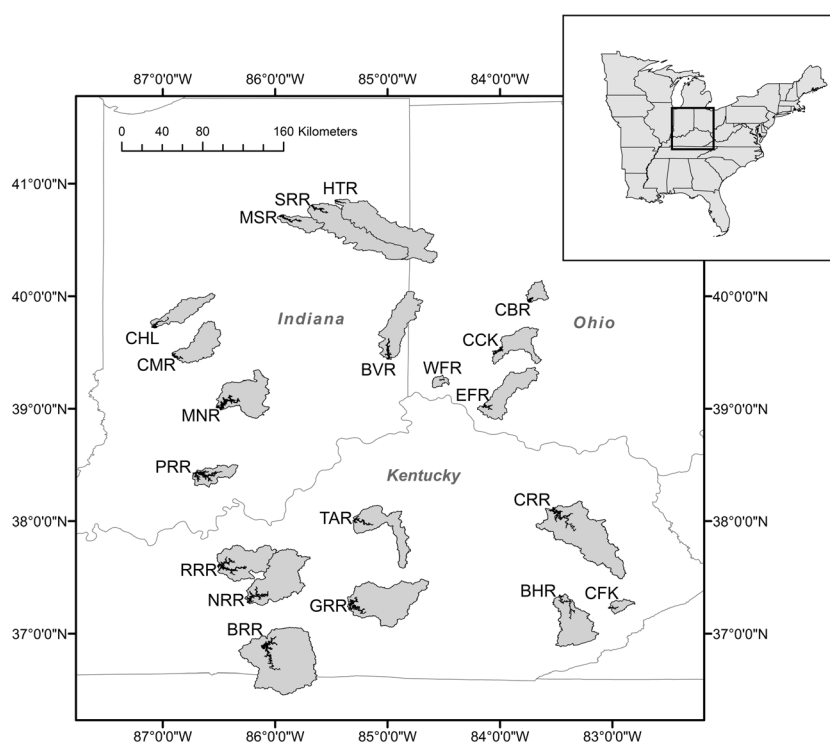 87°0'0"W 86°0'0"W 85°0'0"W 84°0'0"W
0 40 80 160 Kilometers
41°0'0"N
HTR
SRR
MSR
40°0'0"N 40°0'0"N
CBR
Indiana Ohio
CHL CCK
CMR BVR WFR
EFR
39°0'0"N 39°0'0"N
MNR
PRR Kentucky
CRR
TAR
38°0'0"N 38°0'0"N
RRR
BHR CFK
NRR GRR
BRR
37°0'0"N 37°0'0"N
87°0'0"W 86°0'0"W 85°0'0"W 84°0'0"W 83°0'0"W